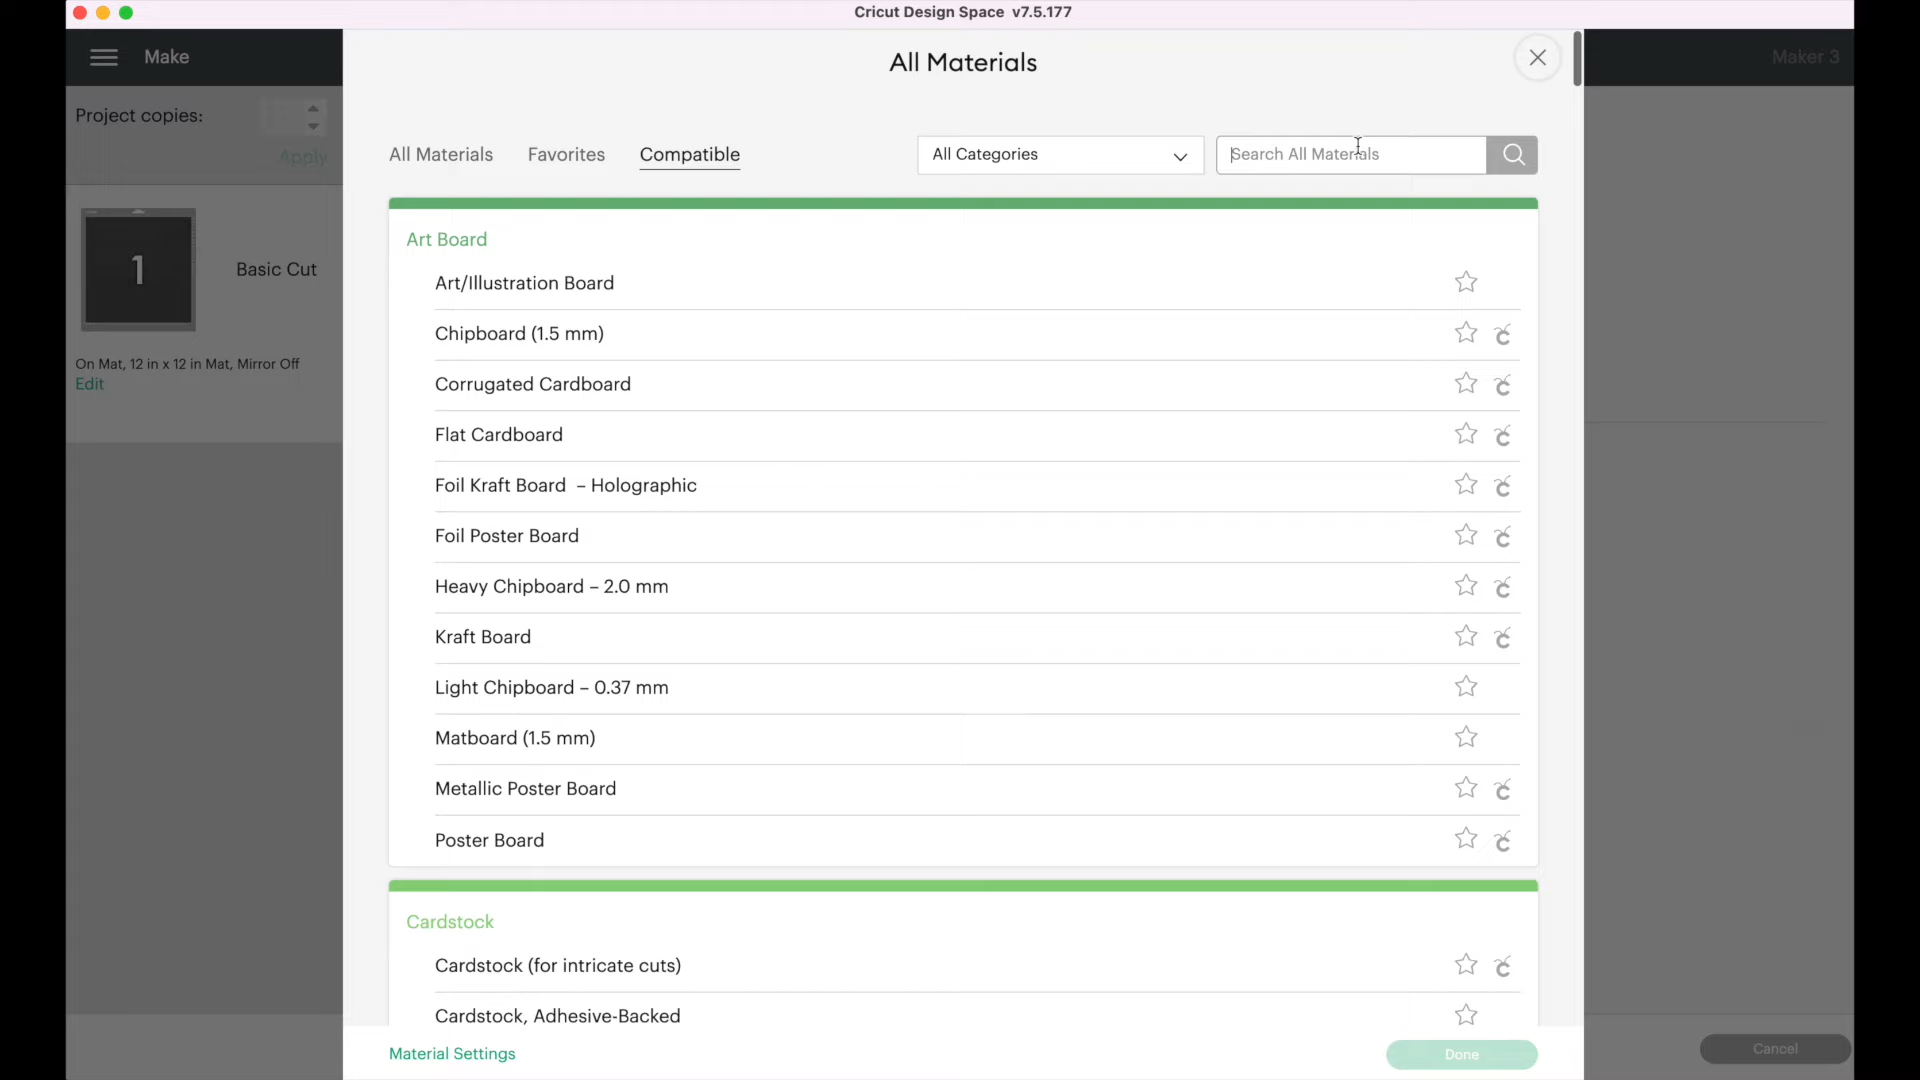 Cricut Design Space v7.5.177
Make
Maker 3
All Materials
Project copies:
Apply
All Materials Favorites Compatible
All Categories
Search All Materials
1
Basic Cut
On Mat, 12 in x 12 in Mat, Mirror Off
Edit
Art Board
Art/Illustration Board
Chipboard (1.5 mm)
Corrugated Cardboard
Flat Cardboard
Foil Kraft Board – Holographic
Foil Poster Board
Heavy Chipboard – 2.0 mm
Kraft Board
Light Chipboard – 0.37 mm
Matboard (1.5 mm)
Metallic Poster Board
Poster Board
Cardstock
Cardstock (for intricate cuts)
Cardstock, Adhesive-Backed
Material Settings
Done
Cancel